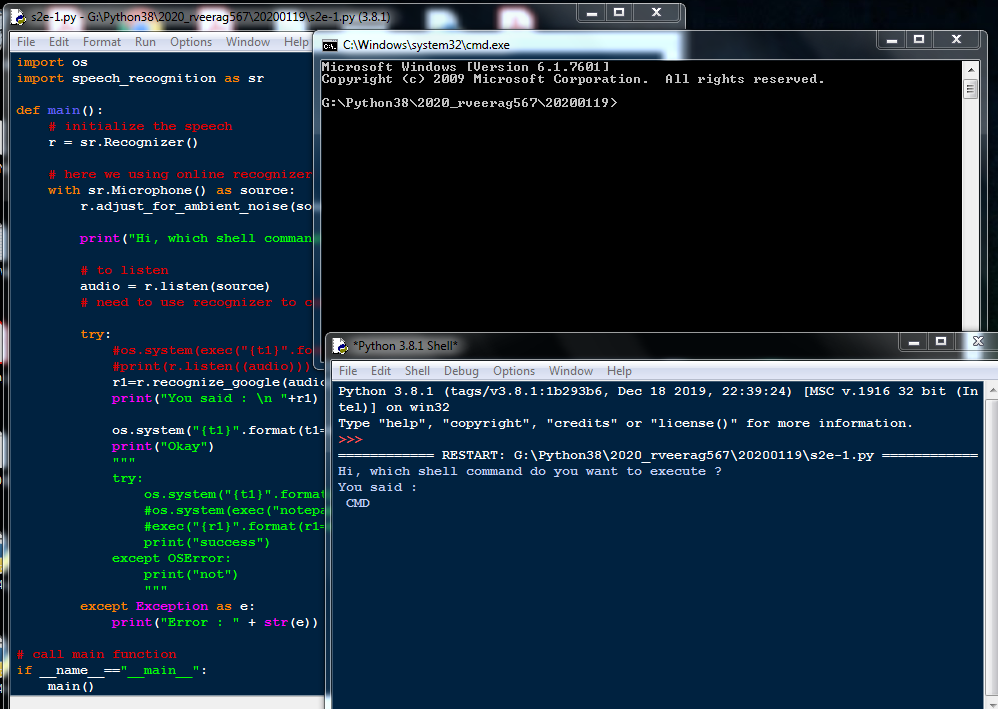 s2e-1.py - G:\Python38\2020_rveerag567\20200119\s2e-1.py (3.8.1)
File Edit Format Run Options Window Help
import os
import speech_recognition as sr
def main():
# initialize the speech
r = sr.Recognizer()
# here we using online recognizer
with sr.Microphone() as source:
r.adjust_for_ambient_noise(so
print("Hi, which shell comman
# to listen
audio = r.listen(source)
# need to use recognizer to c
try:
#os.system(exec("{t1}".fo
#print(r.listen((audio)))
r1=r.recognize_google(audio
print("You said : \n "+r1)
os.system("{t1}".format(t1=
print("Okay")
"""
try:
os.system("{t1}".format
#os.system(exec("notepa
#exec("{r1}".format(r1=
print("success")
except OSError:
print("not")
"""
except Exception as e:
print("Error : " + str(e))
# call main function
if __name__=="__main__":
main()
C:\Windows\system32\cmd.exe
Microsoft Windows [Version 6.1.7601]
Copyright (c) 2009 Microsoft Corporation.  All rights reserved.
G:\Python38\2020_rveerag567\20200119>
*Python 3.8.1 Shell*
File Edit Shell Debug Options Window Help
Python 3.8.1 (tags/v3.8.1:1b293b6, Dec 18 2019, 22:39:24) [MSC v.1916 32 bit (In
tel)] on win32
Type "help", "copyright", "credits" or "license()" for more information.
>>>
============ RESTART: G:\Python38\2020_rveerag567\20200119\s2e-1.py ============
Hi, which shell command do you want to execute ?
You said :
CMD